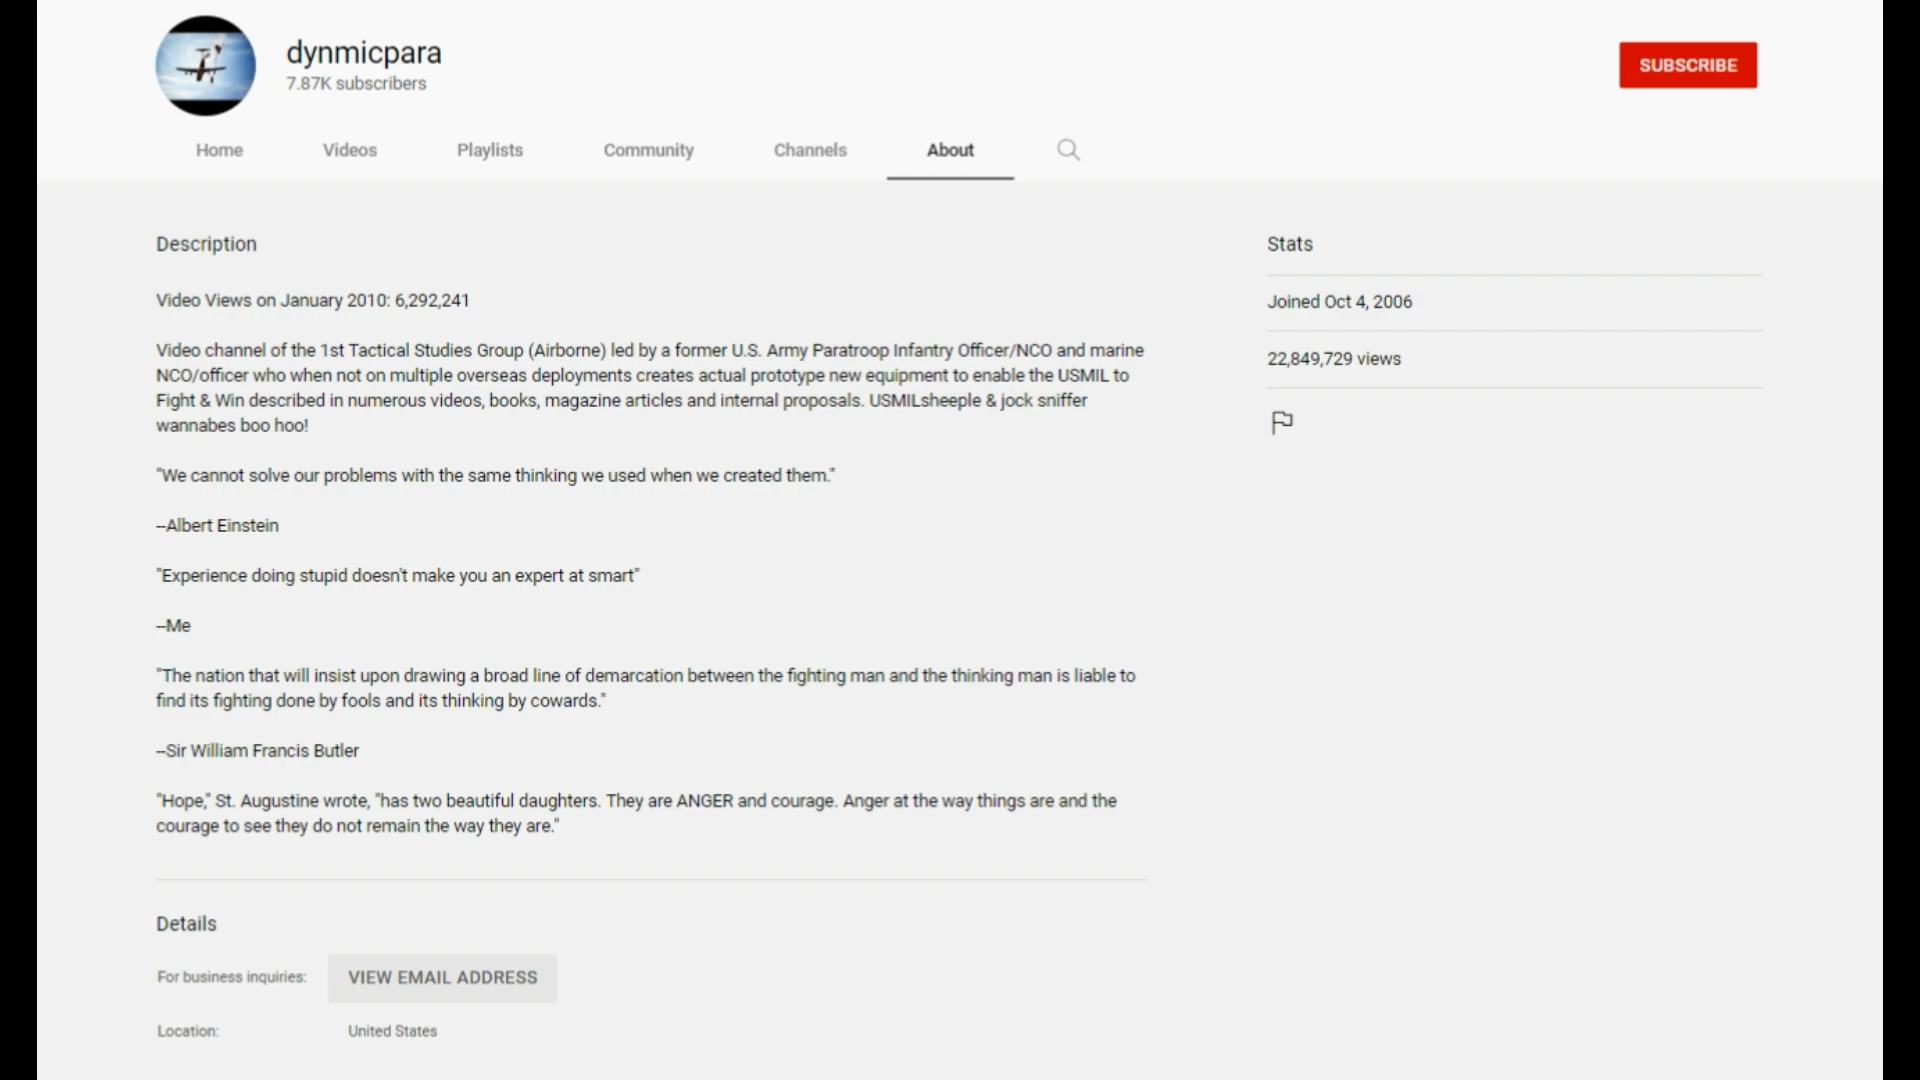 dynmicpara
7.87K subscribers
SUBSCRIBE
Home Videos Playlists Community Channels About
Description
Video Views on January 2010: 6,292,241
Video channel of the 1st Tactical Studies Group (Airborne) led by a former U.S. Army Paratroop Infantry Officer/NCO and marine
NCO/officer who when not on multiple overseas deployments creates actual prototype new equipment to enable the USMIL to
Fight & Win described in numerous videos, books, magazine articles and internal proposals. USMILsheeple & jock sniffer
wannabes boo hoo!
"We cannot solve our problems with the same thinking we used when we created them."
--Albert Einstein
"Experience doing stupid doesn't make you an expert at smart"
--Me
"The nation that will insist upon drawing a broad line of demarcation between the fighting man and the thinking man is liable to
find its fighting done by fools and its thinking by cowards."
--Sir William Francis Butler
"Hope," St. Augustine wrote, "has two beautiful daughters. They are ANGER and courage. Anger at the way things are and the
courage to see they do not remain the way they are."
Details
For business inquiries: VIEW EMAIL ADDRESS
Location: United States
Stats
Joined Oct 4, 2006
22,849,729 views